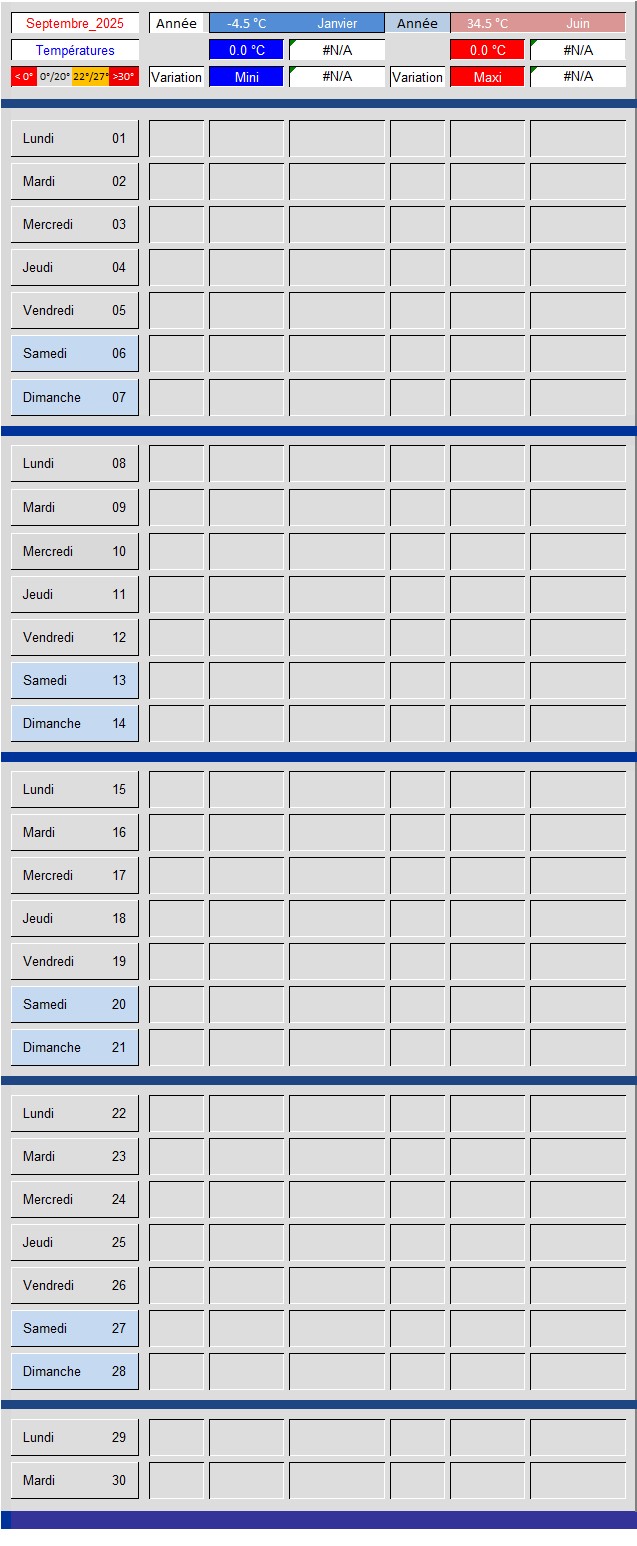 Septembre_2025 Année -4.5 °C Janvier Année 34.5 °C Juin
Températures 0.0 °C #N/A 0.0 °C #N/A
< 0° 0°/20° 22°/27° >30° Variation Mini #N/A Variation Maxi #N/A
Lundi 01
Mardi 02
Mercredi 03
Jeudi 04
Vendredi 05
Samedi 06
Dimanche 07
Lundi 08
Mardi 09
Mercredi 10
Jeudi 11
Vendredi 12
Samedi 13
Dimanche 14
Lundi 15
Mardi 16
Mercredi 17
Jeudi 18
Vendredi 19
Samedi 20
Dimanche 21
Lundi 22
Mardi 23
Mercredi 24
Jeudi 25
Vendredi 26
Samedi 27
Dimanche 28
Lundi 29
Mardi 30